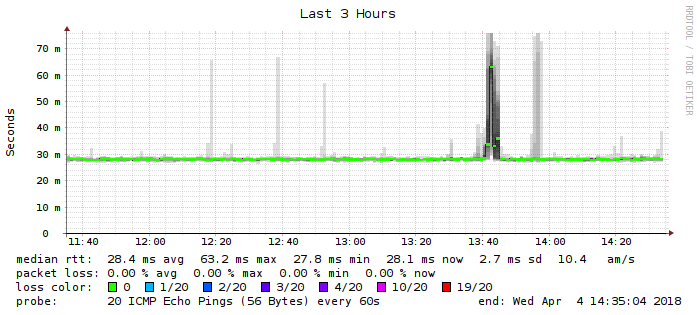 Last 3 Hours
RRDTOOL / TOBI OETIKER
Seconds
70 m
60 m
50 m
40 m
30 m
20 m
10 m
0
11:40 12:00 12:20 12:40 13:00 13:20 13:40 14:00 14:20
median rtt: 28.4 ms avg 63.2 ms max 27.8 ms min 28.1 ms now 2.7 ms sd 10.4 am/s
packet loss: 0.00 % avg 0.00 % max 0.00 % min 0.00 % now
loss color: 0 1/20 2/20 3/20 4/20 10/20 19/20
probe: 20 ICMP Echo Pings (56 Bytes) every 60s end: Wed Apr 4 14:35:04 2018